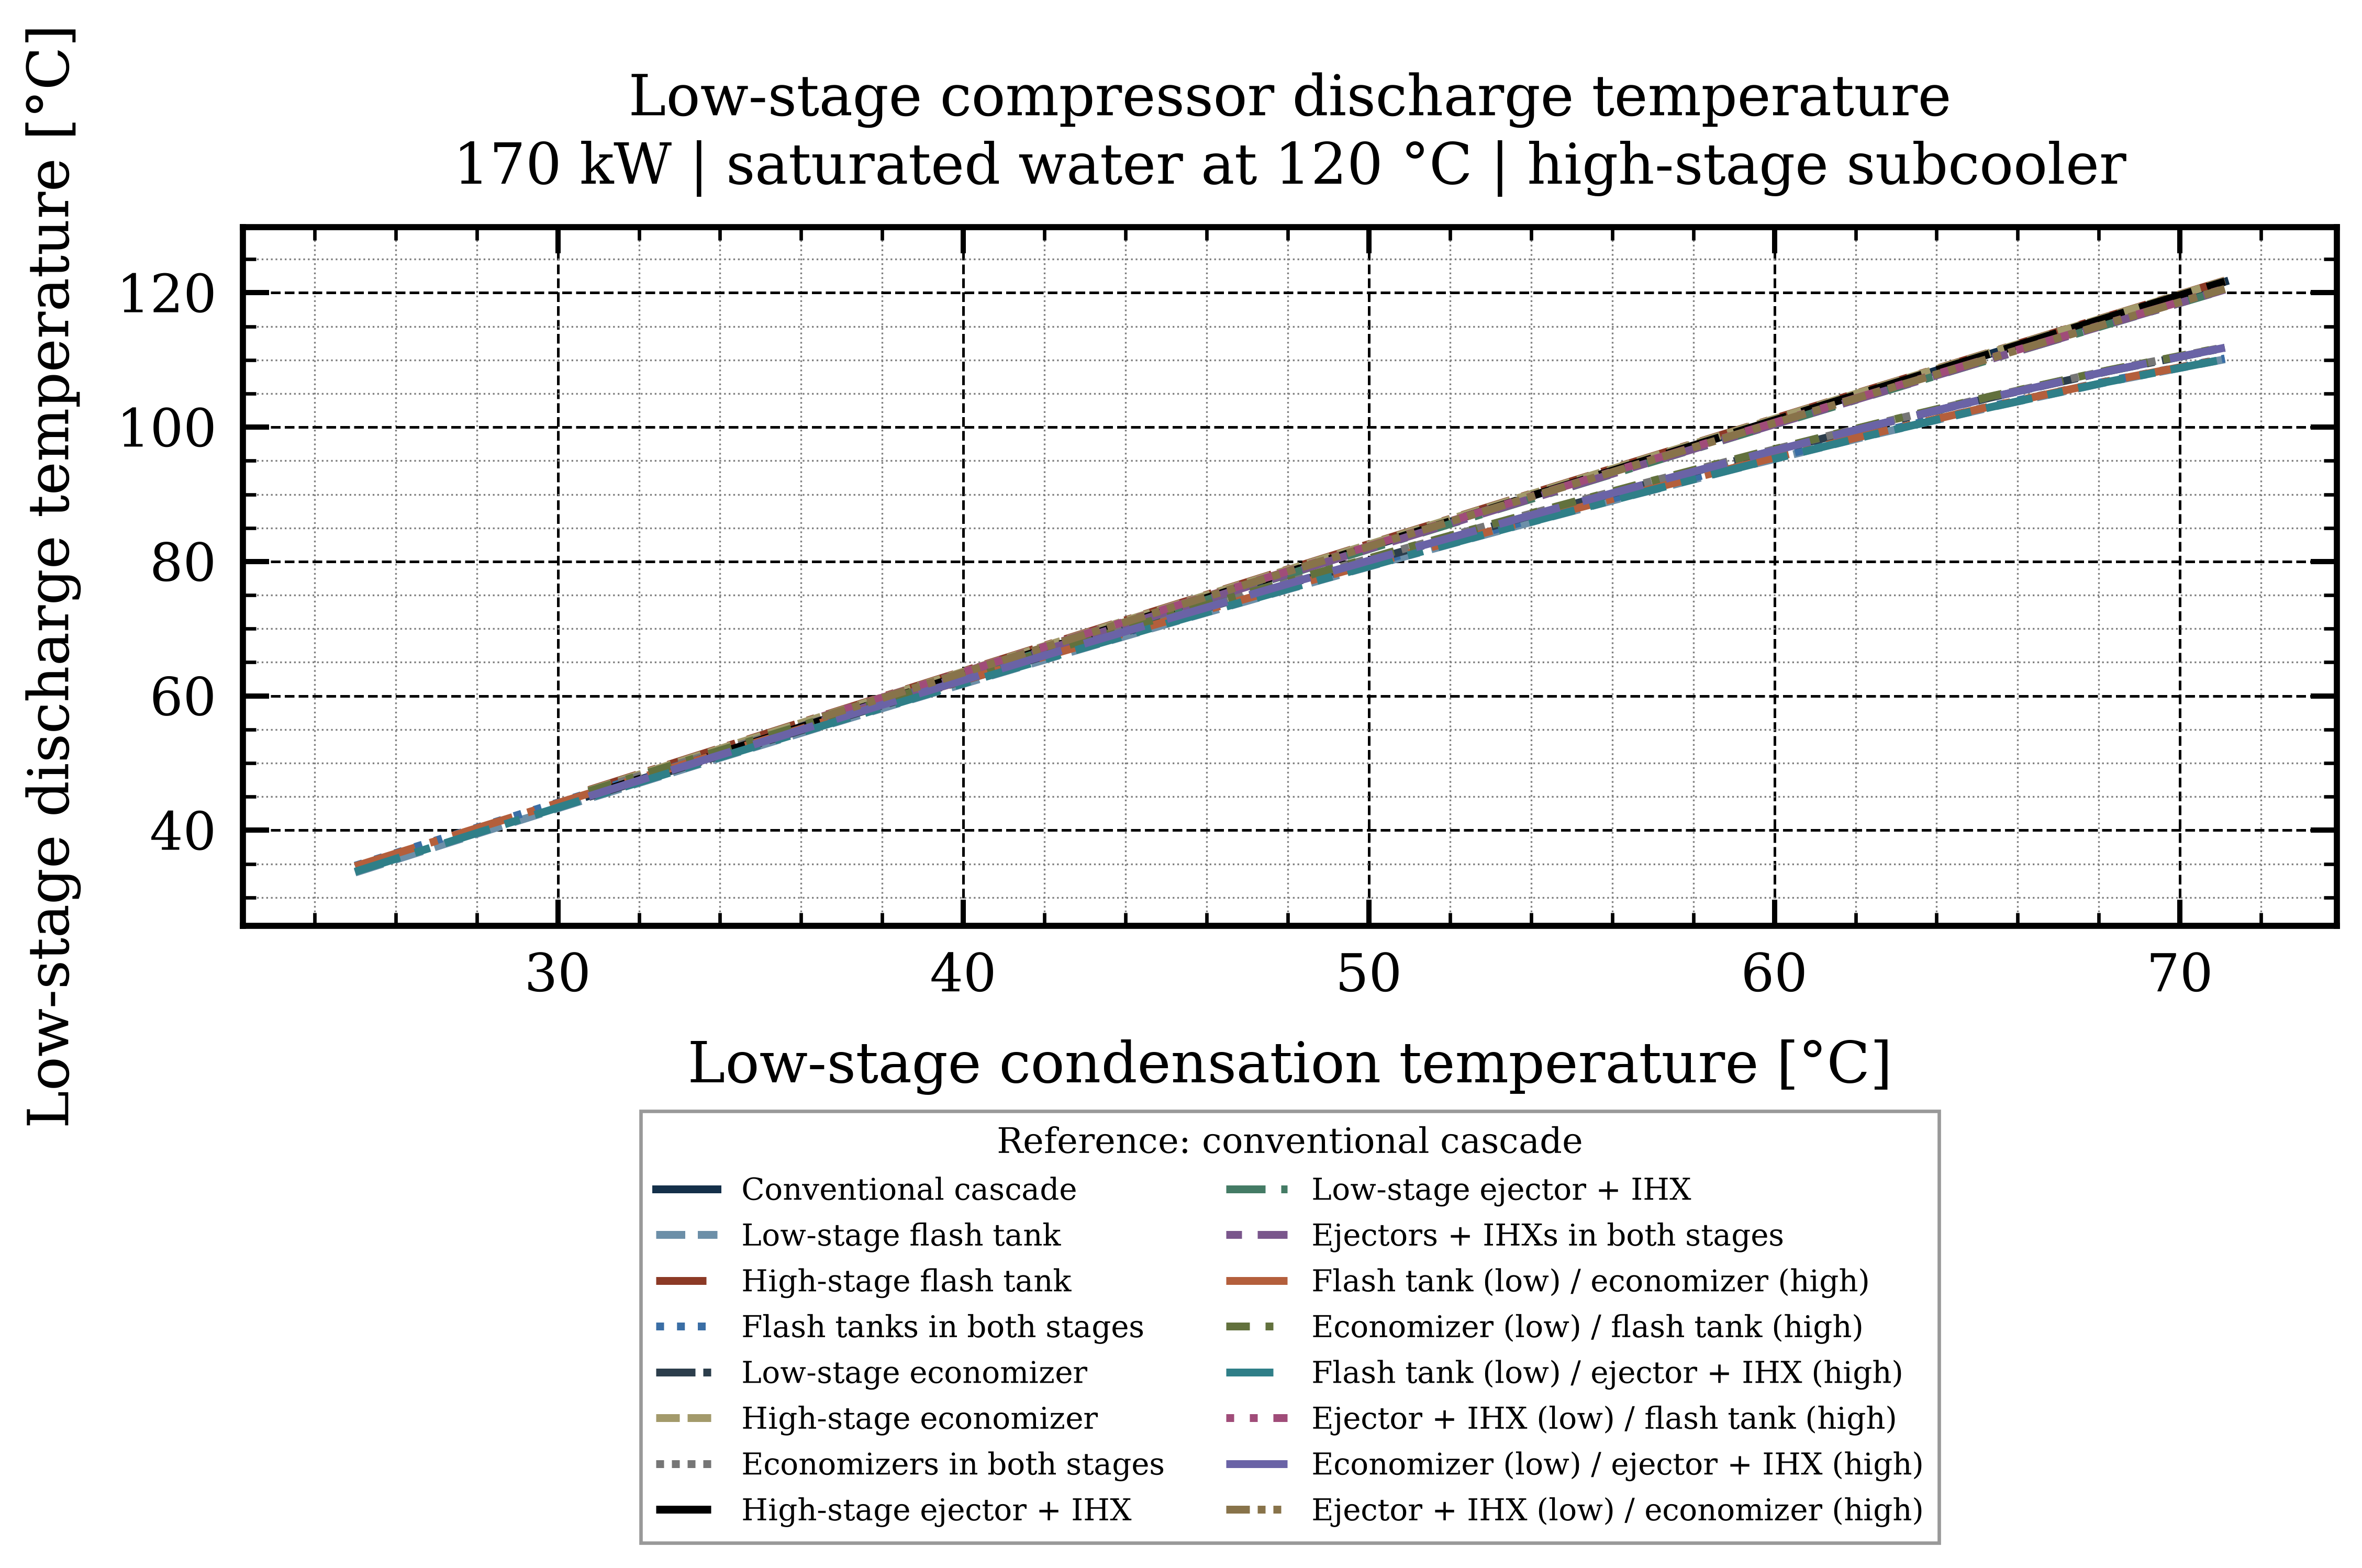 Low-stage compressor discharge temperature
170 kW | saturated water at 120 °C | high-stage subcooler
Low-stage discharge temperature [°C]
120
100
80
60
40
30
40
50
60
70
Low-stage condensation temperature [°C]
Reference: conventional cascade
Conventional cascade
Low-stage flash tank
High-stage flash tank
Flash tanks in both stages
Low-stage economizer
High-stage economizer
Economizers in both stages
High-stage ejector + IHX
Low-stage ejector + IHX
Ejectors + IHXs in both stages
Flash tank (low) / economizer (high)
Economizer (low) / flash tank (high)
Flash tank (low) / ejector + IHX (high)
Ejector + IHX (low) / flash tank (high)
Economizer (low) / ejector + IHX (high)
Ejector + IHX (low) / economizer (high)